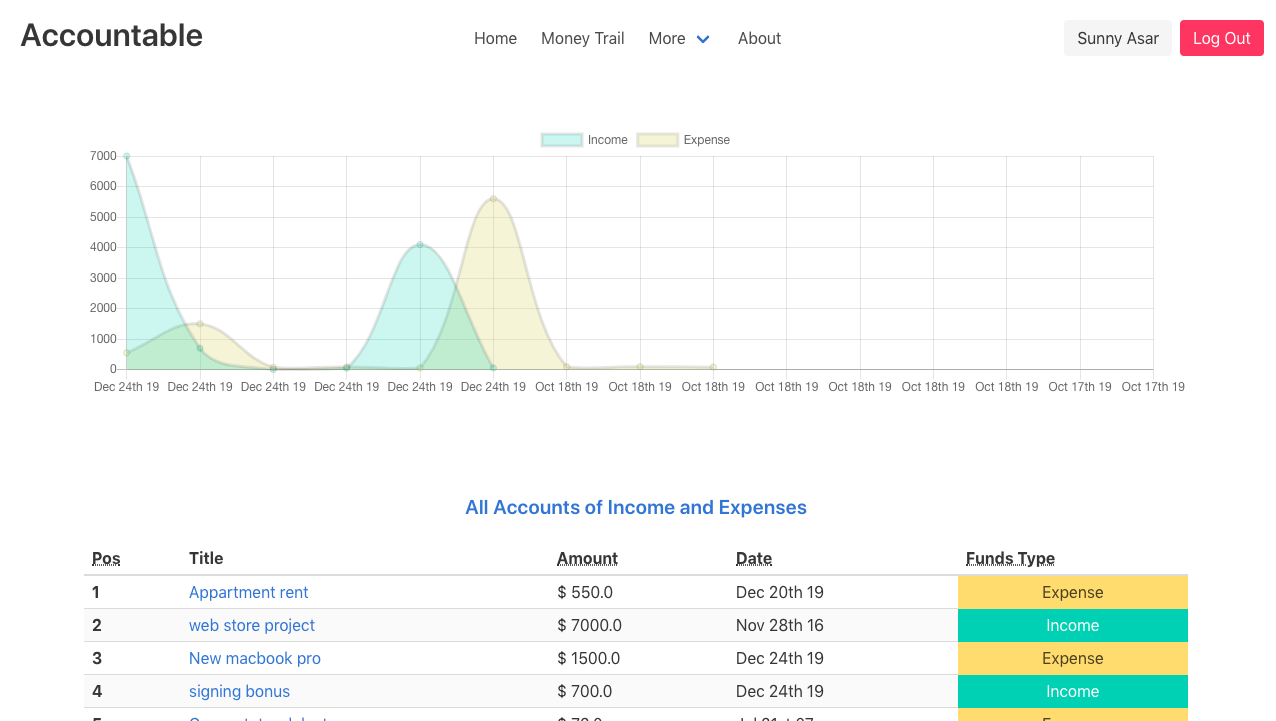 Accountable
Home Money Trail More About
Sunny Asar Log Out
Income Expense
7000
6000
5000
4000
3000
2000
1000
0
Dec 24th 19 Dec 24th 19 Dec 24th 19 Dec 24th 19 Dec 24th 19 Dec 24th 19 Oct 18th 19 Oct 18th 19 Oct 18th 19 Oct 18th 19 Oct 18th 19 Oct 18th 19 Oct 18th 19 Oct 17th 19 Oct 17th 19
All Accounts of Income and Expenses
Pos Title Amount Date Funds Type
1 Appartment rent $ 550.0 Dec 20th 19 Expense
2 web store project $ 7000.0 Nov 28th 16 Income
3 New macbook pro $ 1500.0 Dec 24th 19 Expense
4 signing bonus $ 700.0 Dec 24th 19 Income